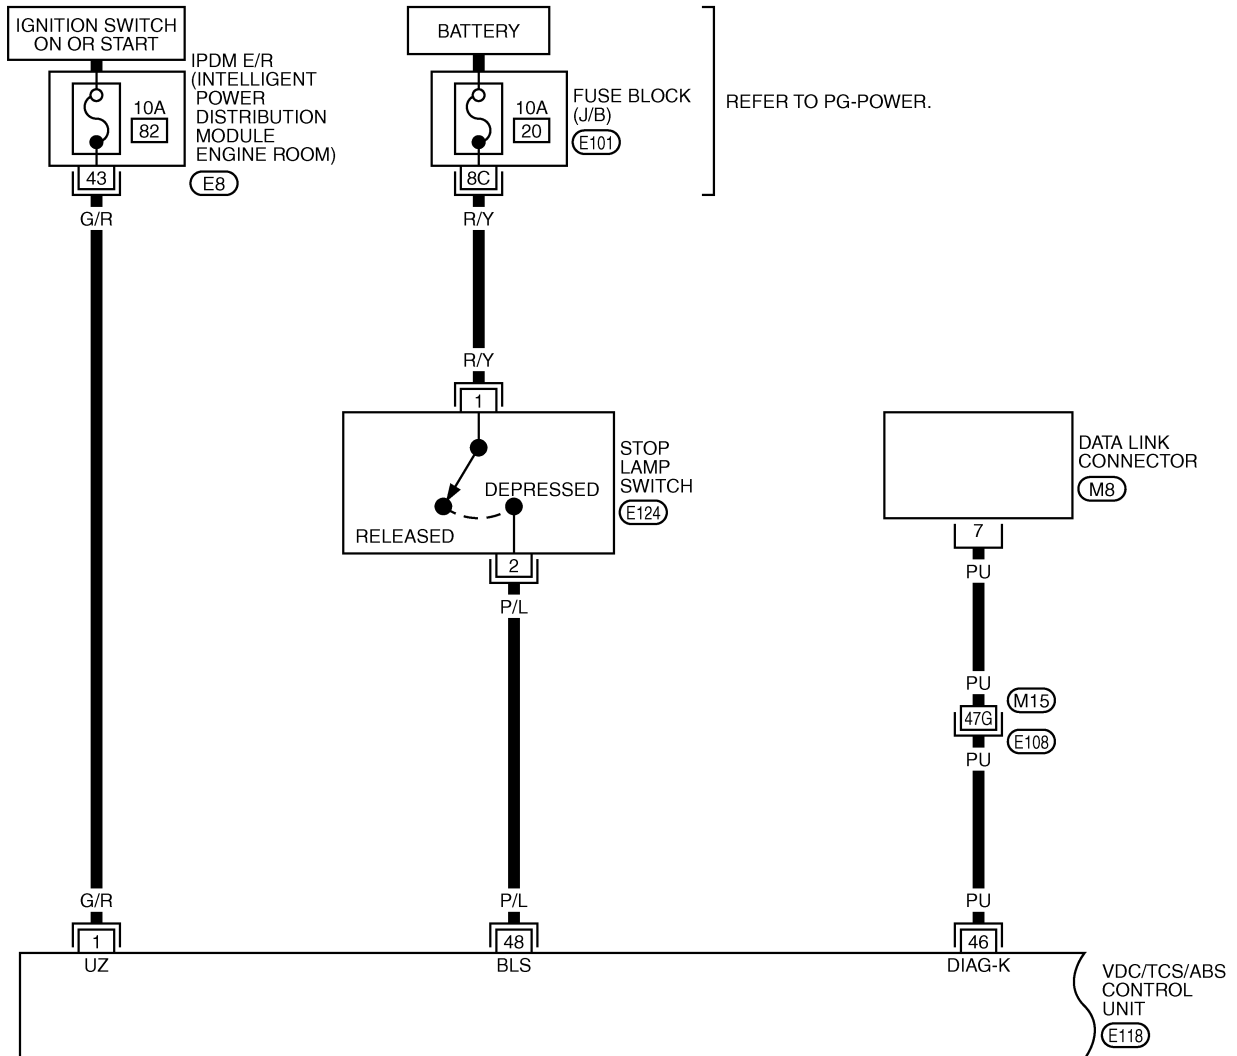 IGNITION SWITCH
ON OR START
IPDM E/R
(INTELLIGENT
POWER
DISTRIBUTION
MODULE
ENGINE ROOM)
E8
10A
82
43
G/R
G/R
1
UZ
BATTERY
10A
20
FUSE BLOCK
(J/B)
E101
8C
REFER TO PG-POWER.
R/Y
R/Y
1
DEPRESSED
RELEASED
STOP
LAMP
SWITCH
E124
2
P/L
P/L
48
BLS
DATA LINK
CONNECTOR
M8
7
PU
PU
M15
47G
E108
PU
PU
46
DIAG-K
VDC/TCS/ABS
CONTROL
UNIT
E118